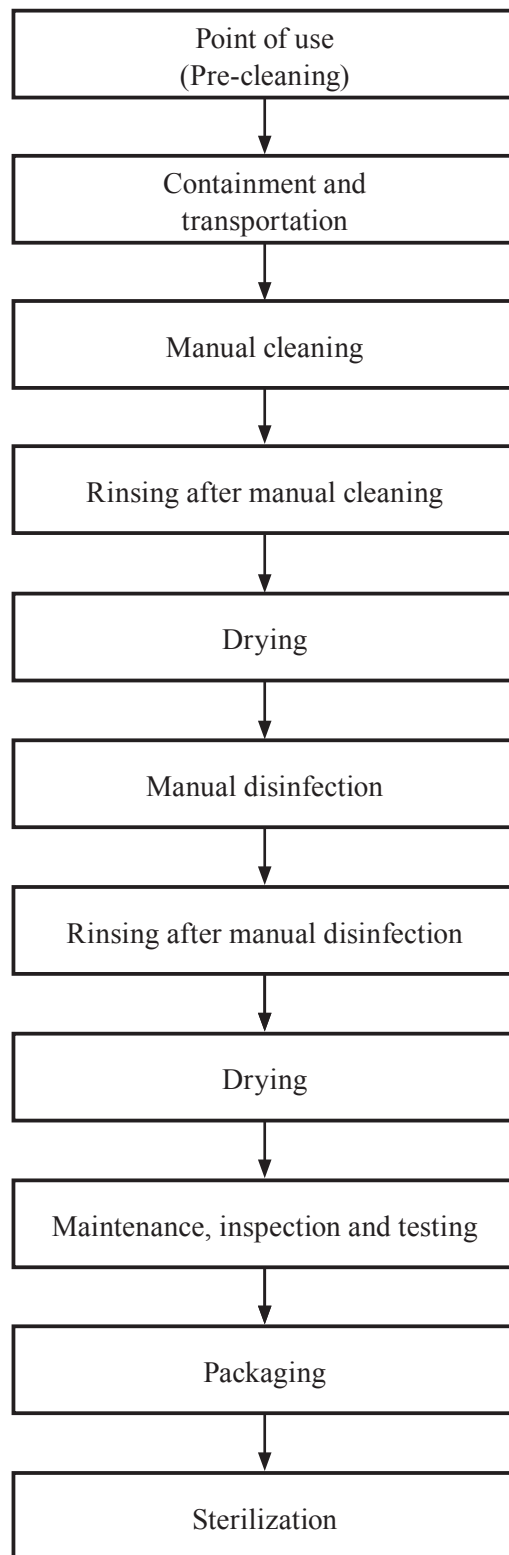 Point of use
(Pre-cleaning)
Containment and
transportation
Manual cleaning
Rinsing after manual cleaning
Drying
Manual disinfection
Rinsing after manual disinfection
Drying
Maintenance, inspection and testing
Packaging
Sterilization